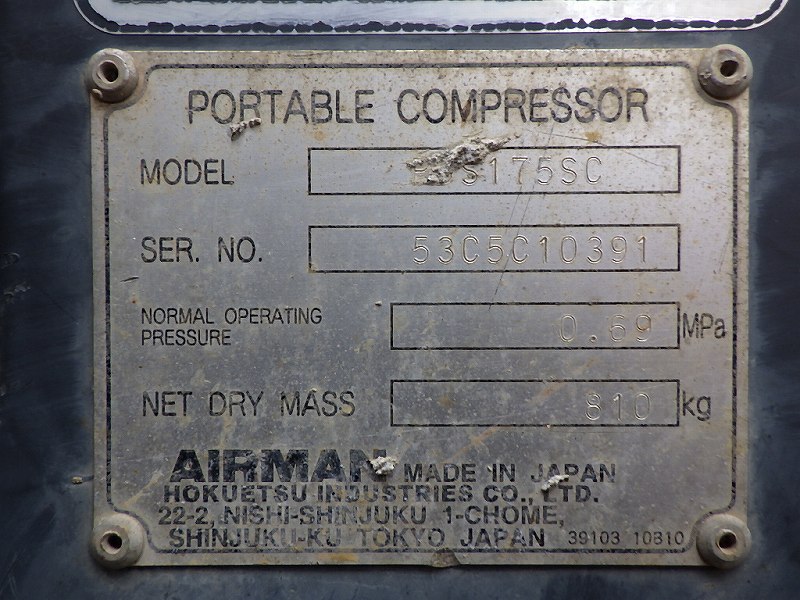 PORTABLE COMPRESSOR
MODEL S175SC
SER. NO. 53C5C10391
NORMAL OPERATING
PRESSURE 0.69 MPa
NET DRY MASS 810 kg
AIRMAN MADE IN JAPAN
HOKUETSU INDUSTRIES CO., LTD.
22-2, NISHI-SHINJUKU 1-CHOME,
SHINJUKU-KU TOKYO JAPAN 39103 10810